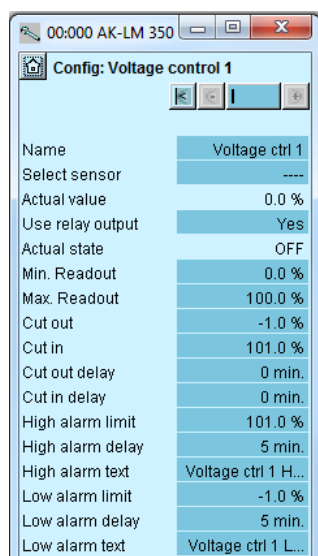 00:000 AK-LM 350
Config: Voltage control 1
Name Voltage ctrl 1
Select sensor ----
Actual value 0.0 %
Use relay output Yes
Actual state OFF
Min. Readout 0.0 %
Max. Readout 100.0 %
Cut out -1.0 %
Cut in 101.0 %
Cut out delay 0 min.
Cut in delay 0 min.
High alarm limit 101.0 %
High alarm delay 5 min.
High alarm text Voltage ctrl 1 H...
Low alarm limit -1.0 %
Low alarm delay 5 min.
Low alarm text Voltage ctrl 1 L...